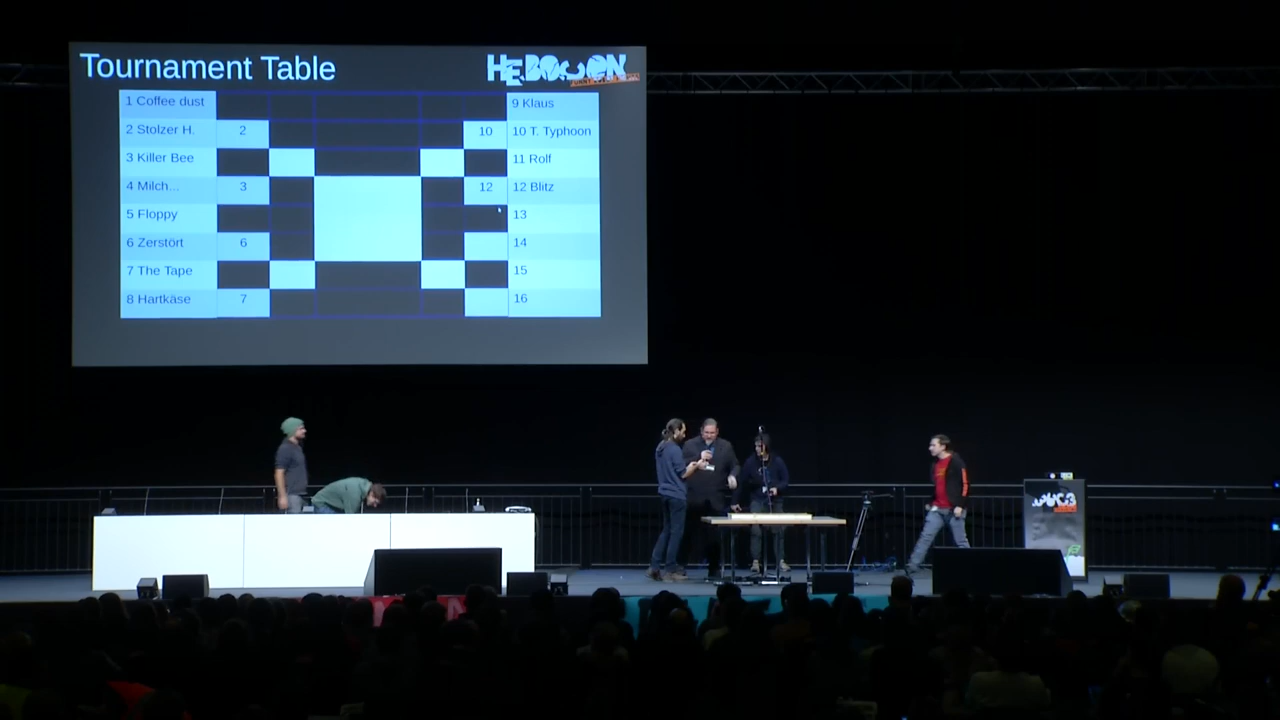 Tournament Table
HEBOCON
1 Coffee dust
9 Klaus
2 Stolzer H.
2
10
10 T. Typhoon
3 Killer Bee
11 Rolf
4 Milch...
3
12
12 Blitz
5 Floppy
13
6 Zerstört
6
14
7 The Tape
15
8 Hartkäse
7
16